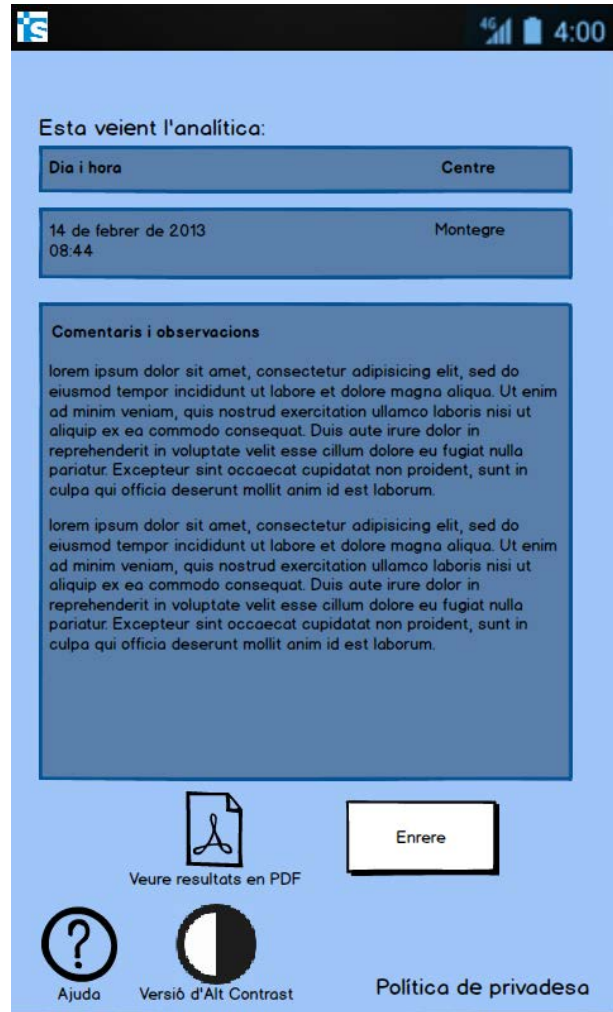 is
4G 4:00
Esta veient l'analítica:
Dia i hora Centre
14 de febrer de 2013 Montegre
08:44
Comentaris i observacions
lorem ipsum dolor sit amet, consectetur adipisicing elit, sed do
eiusmod tempor incididunt ut labore et dolore magna aliqua. Ut enim
ad minim veniam, quis nostrud exercitation ullamco laboris nisi ut
aliquip ex ea commodo consequat. Duis aute irure dolor in
reprehenderit in voluptate velit esse cillum dolore eu fugiat nulla
pariatur. Excepteur sint occaecat cupidatat non proident, sunt in
culpa qui officia deserunt mollit anim id est laborum.
lorem ipsum dolor sit amet, consectetur adipisicing elit, sed do
eiusmod tempor incididunt ut labore et dolore magna aliqua. Ut enim
ad minim veniam, quis nostrud exercitation ullamco laboris nisi ut
aliquip ex ea commodo consequat. Duis aute irure dolor in
reprehenderit in voluptate velit esse cillum dolore eu fugiat nulla
pariatur. Excepteur sint occaecat cupidatat non proident, sunt in
culpa qui officia deserunt mollit anim id est laborum.
Enrere
Veure resultats en PDF
?
Ajuda Versió d'Alt Contrast Política de privadesa